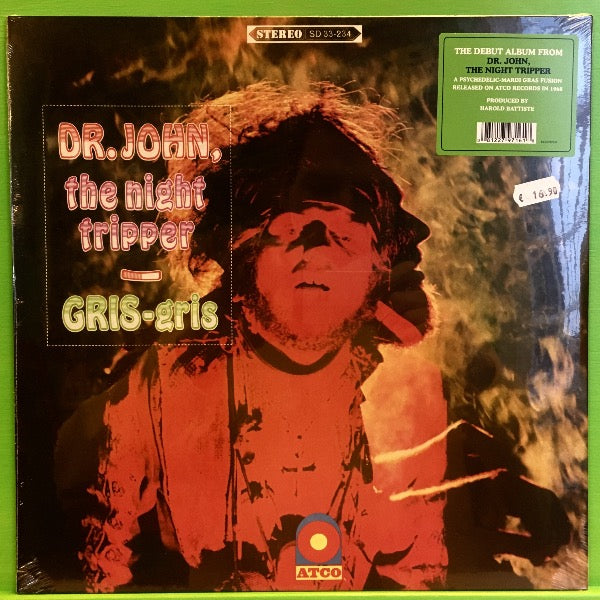 STEREO SD 33-234
THE DEBUT ALBUM FROM
DR. JOHN,
THE NIGHT TRIPPER
A PSYCHEDELIC-MARDI GRAS FUSION
RELEASED ON ATCO RECORDS IN 1968
PRODUCED BY
HAROLD BATTISTE
€ 18.90
DR. JOHN,
the night
tripper
GRIS-gris
ATCO